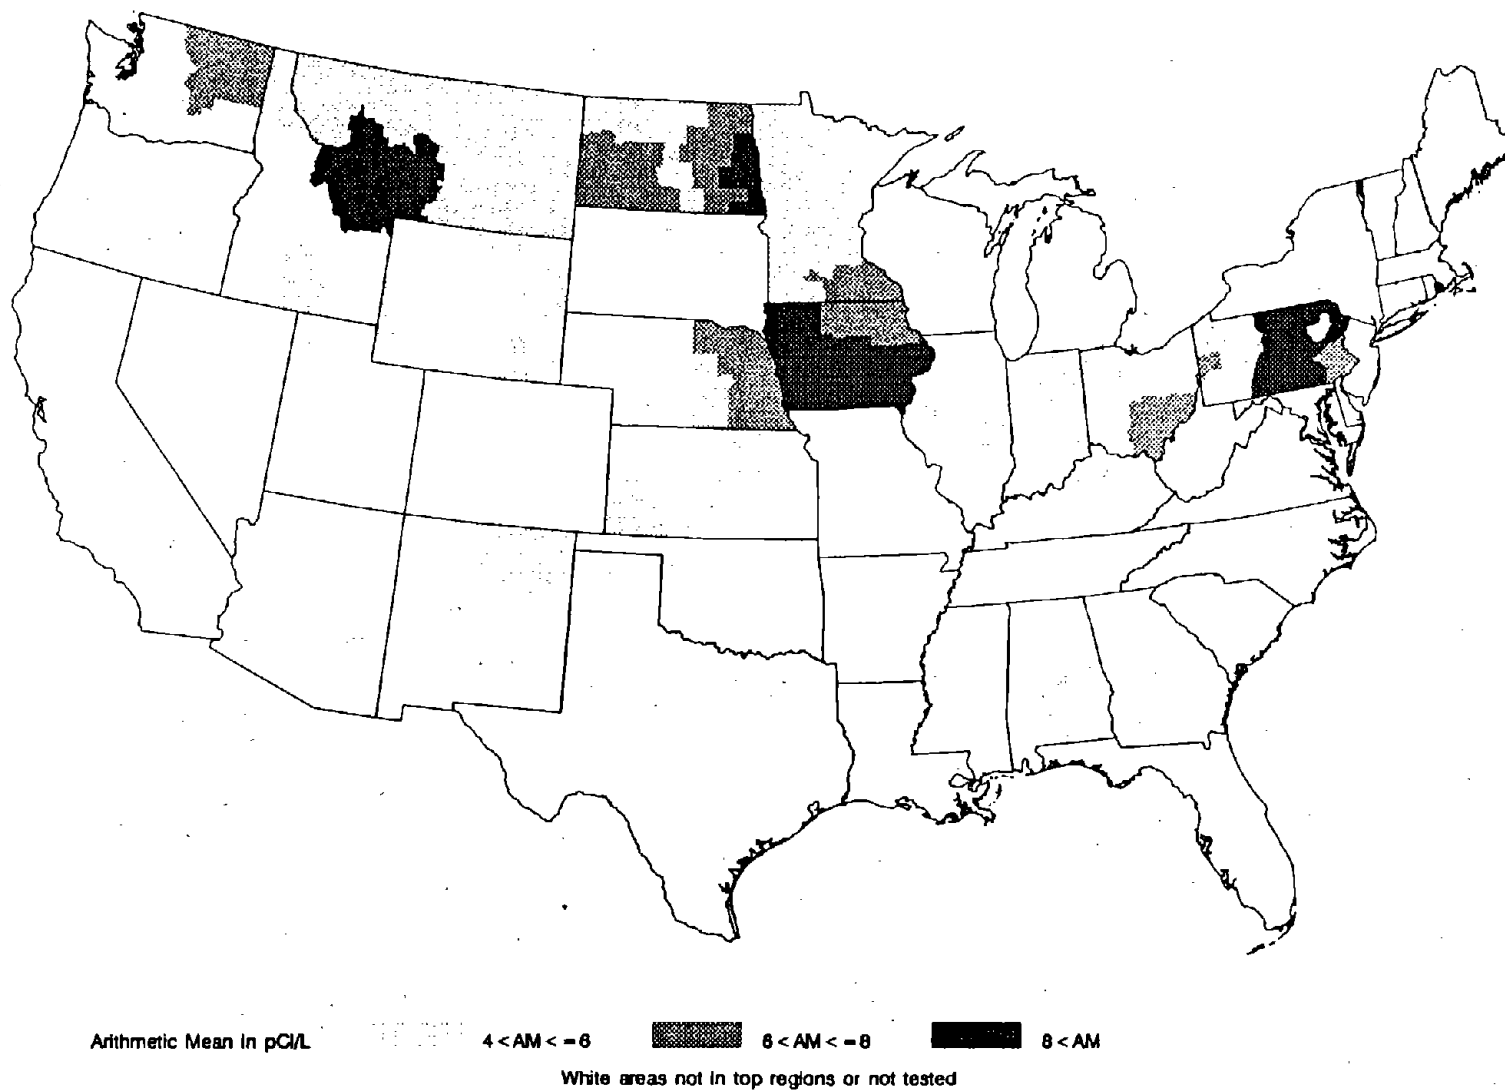 Arithmetic Mean in pCi/L 4 < AM < = 6 6 < AM < = 8 8 < AM
White areas not in top regions or not tested